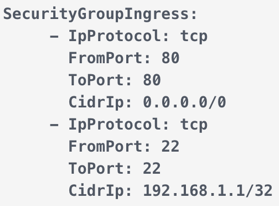 SecurityGroupIngress:
- IpProtocol: tcp
FromPort: 80
ToPort: 80
CidrIp: 0.0.0.0/0
- IpProtocol: tcp
FromPort: 22
ToPort: 22
CidrIp: 192.168.1.1/32